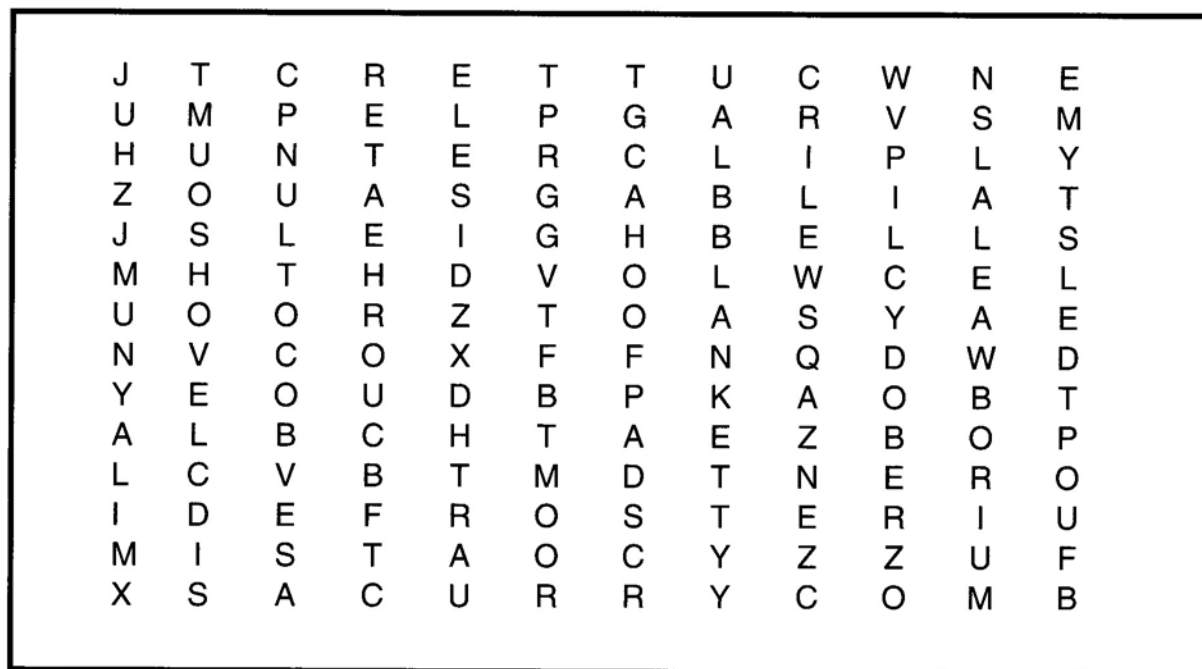 J T C R E T T U C W N E
U M P E L P G A R V S M
H U N T E R C L I P L Y
Z O U A S G A B L I A T
J S L E I G H B E L L S
M H T H D V O L W C E L
U O O R Z T O A S Y A E
N V C O X F F N Q D W D
Y E O U D B P K A O B T
A L B C H T A E Z B O P
L C V B T M D T N E R O
I D E F R O S T E R I U
M I S T A O C Y Z Z U F
X S A C U R R Y C O M B